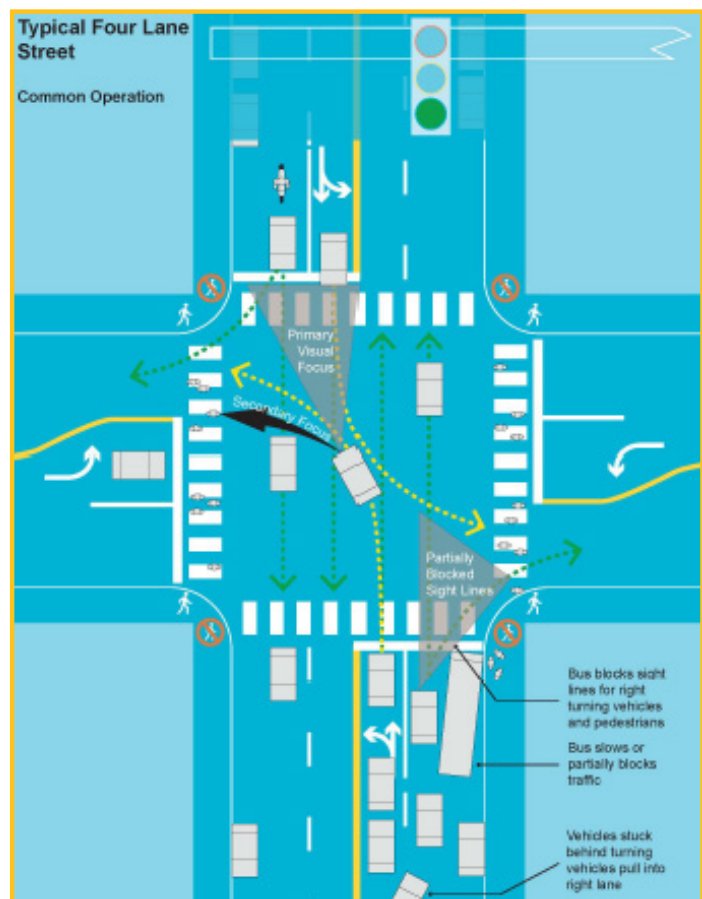 Typical Four Lane
Street
Common Operation
Primary
Visual
Focus
Secondary Focus
Partially
Blocked
Sight Lines
Bus blocks sight
lines for right
turning vehicles
and pedestrians
Bus slows or
partially blocks
traffic
Vehicles stuck
behind turning
vehicles pull into
right lane